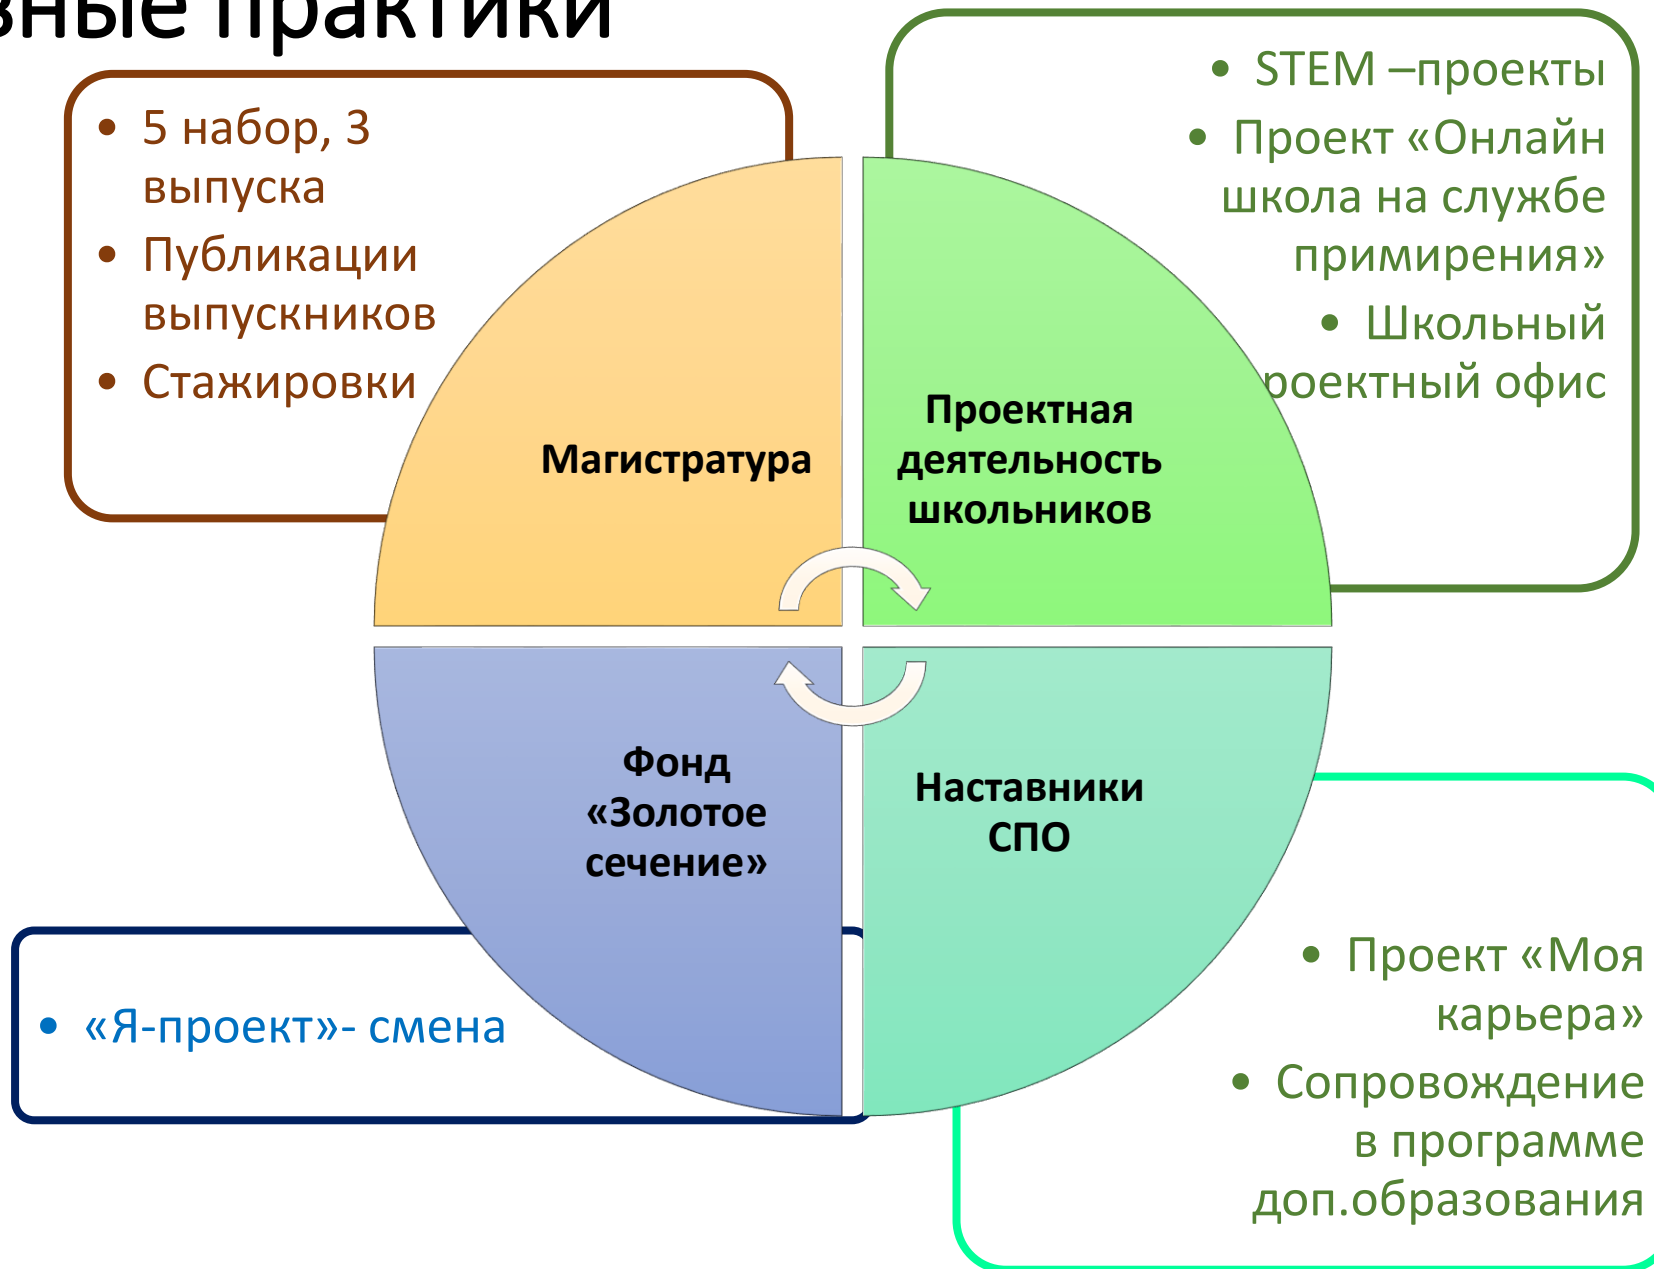 практики
• 5 набор, 3
выпуска
• Публикации
выпускников
• Стажировки
• STEM –проекты
• Проект «Онлайн
школа на службе
примирения»
• Школьный
роектный офис
Магистратура
Проектная
деятельность
школьников
Фонд
«Золотое
сечение»
Наставники
СПО
• «Я-проект»- смена
• Проект «Моя
карьера»
• Сопровождение
в программе
доп.образования